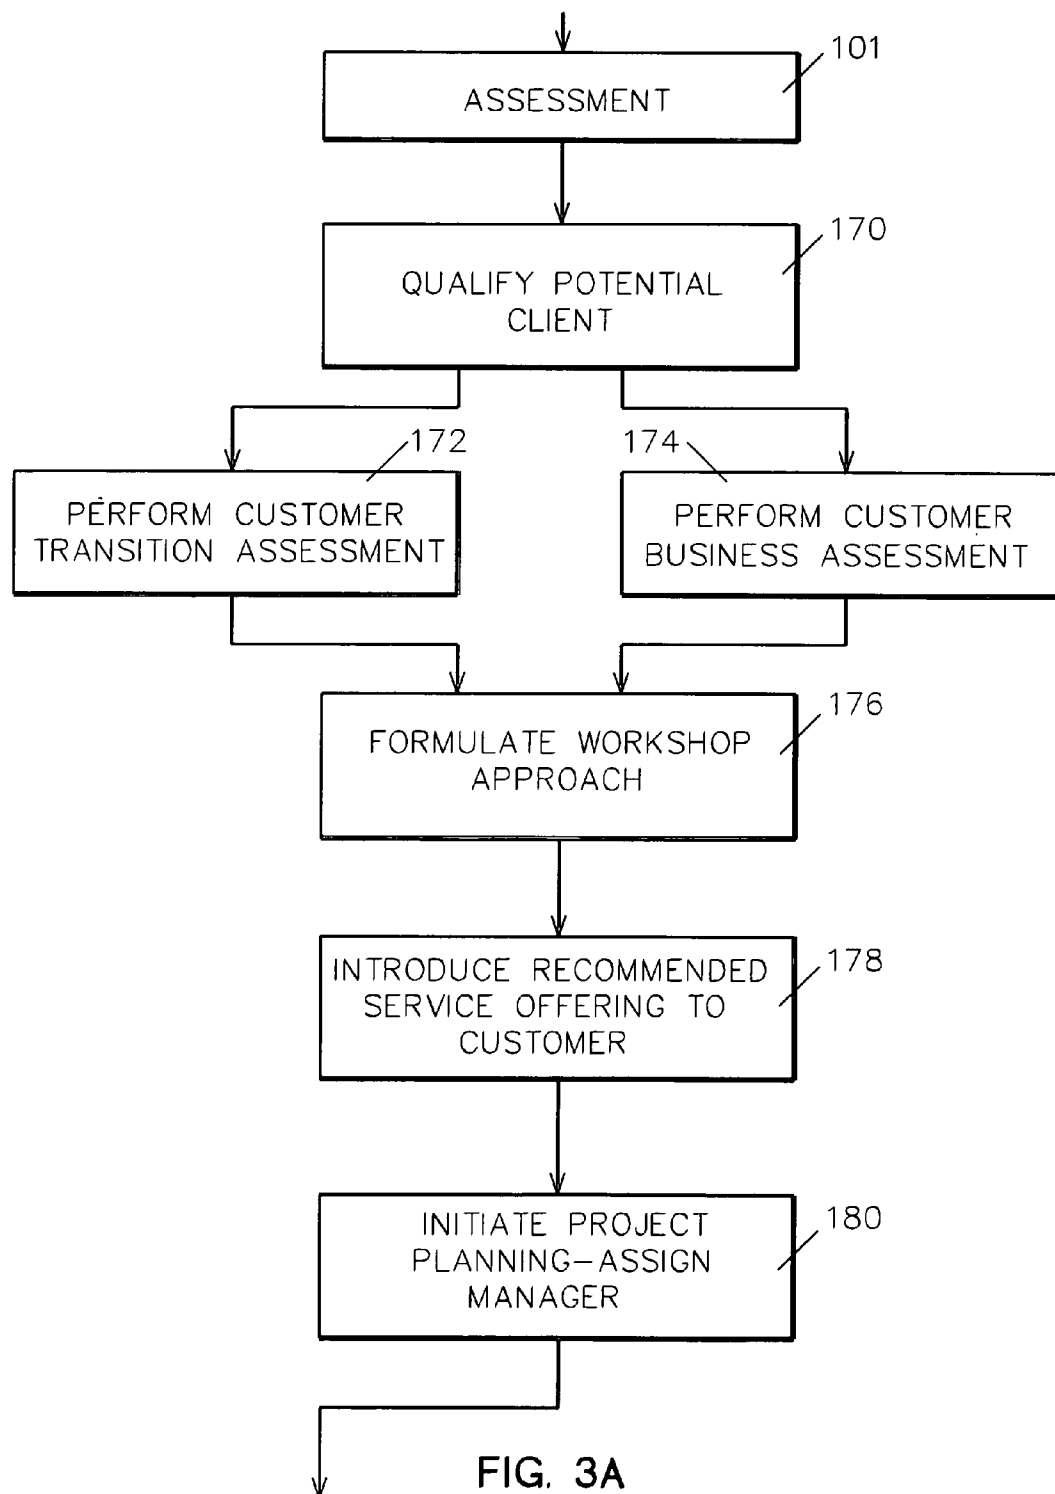 101
ASSESSMENT
170
QUALIFY POTENTIAL
CLIENT
172
PERFORM CUSTOMER
TRANSITION ASSESSMENT
174
PERFORM CUSTOMER
BUSINESS ASSESSMENT
176
FORMULATE WORKSHOP
APPROACH
178
INTRODUCE RECOMMENDED
SERVICE OFFERING TO
CUSTOMER
180
INITIATE PROJECT
PLANNING–ASSIGN
MANAGER
FIG. 3A